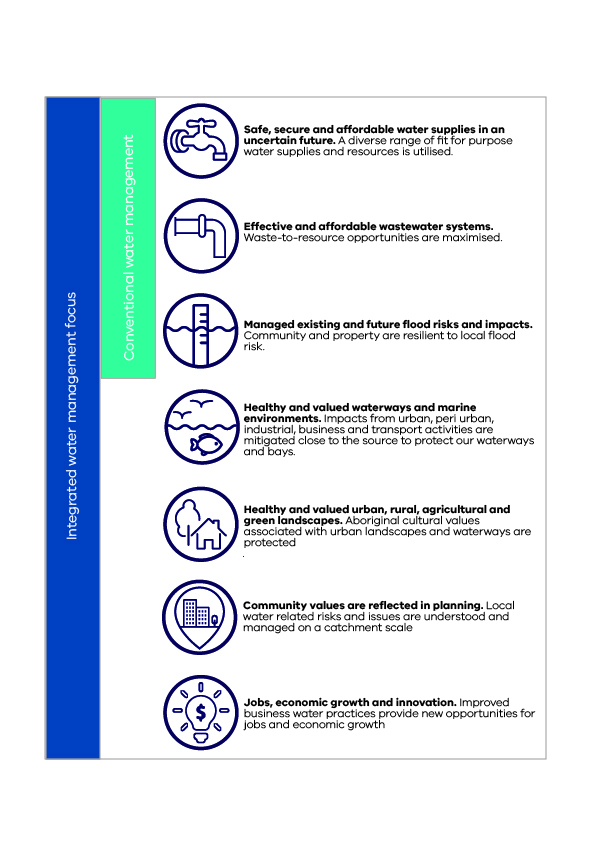 Integrated water management focus
Conventional water management
Safe, secure and affordable water supplies in an
uncertain future. A diverse range of fit for purpose
water supplies and resources is utilised.
Effective and affordable wastewater systems.
Waste-to-resource opportunities are maximised.
Managed existing and future flood risks and impacts.
Community and property are resilient to local flood
risk.
Healthy and valued waterways and marine
environments. Impacts from urban, peri urban,
industrial, business and transport activities are
mitigated close to the source to protect our waterways
and bays.
Healthy and valued urban, rural, agricultural and
green landscapes. Aboriginal cultural values
associated with urban landscapes and waterways are
protected
.
Community values are reflected in planning. Local
water related risks and issues are understood and
managed on a catchment scale
$
Jobs, economic growth and innovation. Improved
business water practices provide new opportunities for
jobs and economic growth